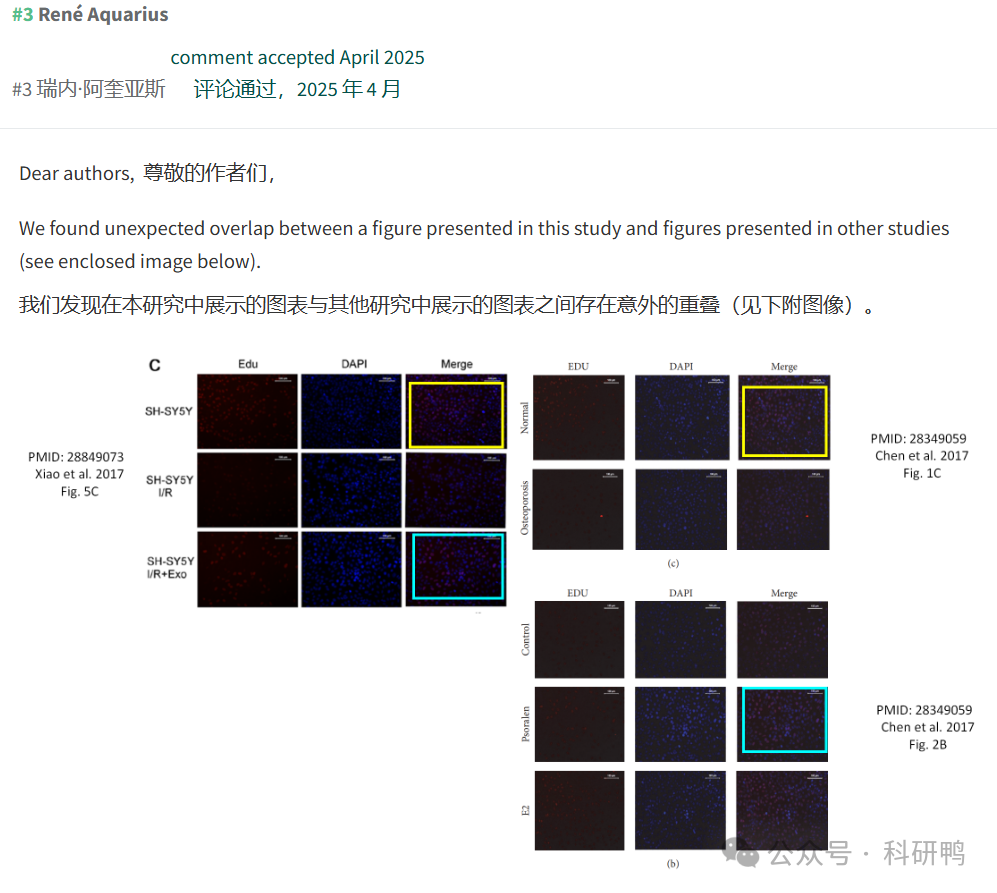 #3 René Aquarius
comment accepted April 2025
#3 瑞内·阿奎亚斯 评论通过，2025 年 4 月
Dear authors, 尊敬的作者们，
We found unexpected overlap between a figure presented in this study and figures presented in other studies
(see enclosed image below).
我们发现在本研究中展示的图表与其他研究中展示的图表之间存在意外的重叠（见下附图像）。
C
Edu DAPI Merge
SH-SY5Y
SH-SY5Y
I/R
SH-SY5Y
I/R+Exo
PMID: 28849073
Xiao et al. 2017
Fig. 5C
EDU DAPI Merge
Normal
Osteoporosis
(c)
PMID: 28349059
Chen et al. 2017
Fig. 1C
EDU DAPI Merge
Control
Psoralen
E2
(b)
PMID: 28349059
Chen et al. 2017
Fig. 2B
公众号 · 科研鸭